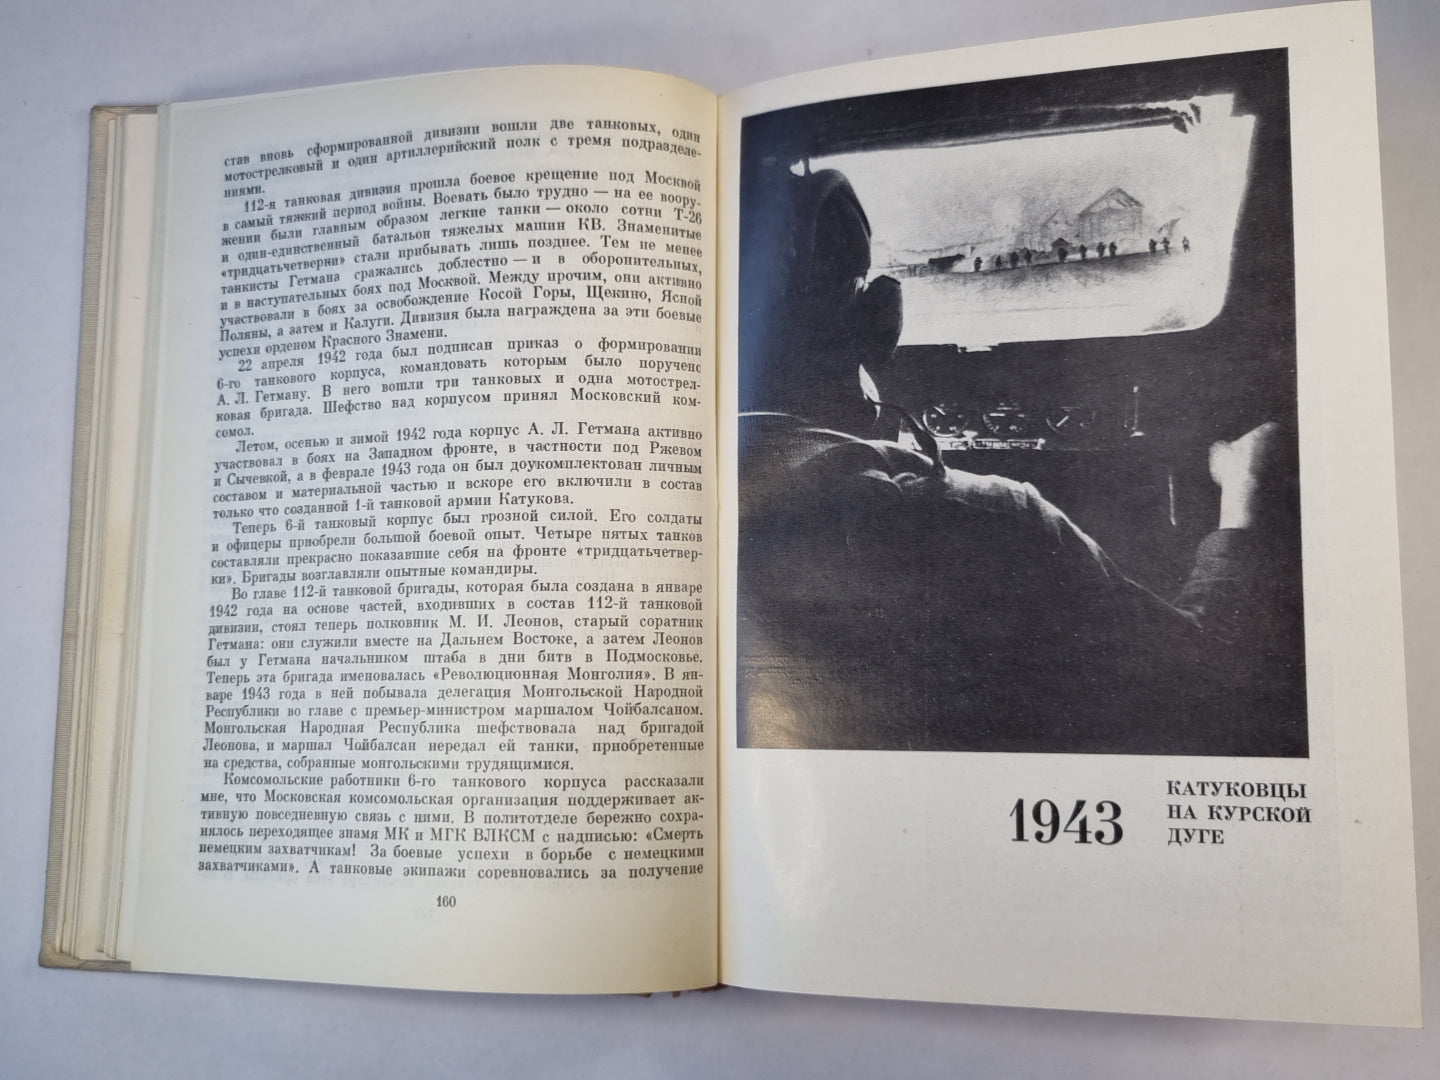 став вновь сформированной дивизии вошли две танковых, один
мотострелковый и один артиллерийский полк с тремя подразделе-
ниями.
112-я танковая дивизия прошла боевое крещение под Москвой
в самый тяжкий период войны. Воевать было трудно — на ее воору-
жении были главным образом легкие танки — около сотни Т-26
и один-единственный батальон тяжелых машин КВ. Знаменитые
«тридцатьчетверки» стали прибывать лишь позднее. Тем не менее
танкисты Гетмана сражались доблестно — и в оборонительных,
и в наступательных боях под Москвой. Между прочим, они активно
участвовали в боях за освобождение Косой Горы, Щекино, Ясной
Поляны, а затем и Калуги. Дивизия была награждена за эти боевые
успехи орденом Красного Знамени.
22 апреля 1942 года был подписан приказ о формировании
6-го танкового корпуса, командовать которым было поручено
А. Л. Гетману. В него вошли три танковых и одна мотострел-
ковая бригада. Шефство над корпусом принял Московский ком-
сомол.
Летом, осенью и зимой 1942 года корпус А. Л. Гетмана активно
участвовал в боях на Западном фронте, в частности под Ржевом
и Сычевкой, а в феврале 1943 года он был доукомплектован личным
составом и материальной частью и вскоре его включили в состав
только что созданной 1-й танковой армии Катукова.
Теперь 6-й танковый корпус был грозной силой. Его солдаты
и офицеры приобрели большой боевой опыт. Четыре пятых танков
составляли прекрасно показавшие себя на фронте «тридцатьчетвер-
ки». Бригады возглавляли опытные командиры.
Во главе 112-й танковой бригады, которая была создана в январе
1942 года на основе частей, входивших в состав 112-й танковой
дивизии, стоял теперь полковник М. И. Леонов, старый соратник
Гетмана: они служили вместе на Дальнем Востоке, а затем Леонов
был у Гетмана начальником штаба в дни битв в Подмосковье.
Теперь эта бригада именовалась «Революционная Монголия». В ян-
варе 1943 года в ней побывала делегация Монгольской Народной
Республики во главе с премьер-министром маршалом Чойбалсаном.
Монгольская Народная Республика шефствовала над бригадой
Леонова, и маршал Чойбалсан передал ей танки, приобретенные
на средства, собранные монгольскими трудящимися.
Комсомольские работники 6-го танкового корпуса рассказали
мне, что Московская комсомольская организация поддерживает ак-
тивную повседневную связь с ними. В политотделе бережно сохра-
нялось переходящее знамя МК и МГК ВЛКСМ с надписью: «Смерть
немецким захватчикам! За боевые успехи в борьбе с немецкими
захватчиками». А танковые экипажи соревновались за получение
160
1943
КАТУКОВЦЫ
НА КУРСКОЙ
ДУГЕ